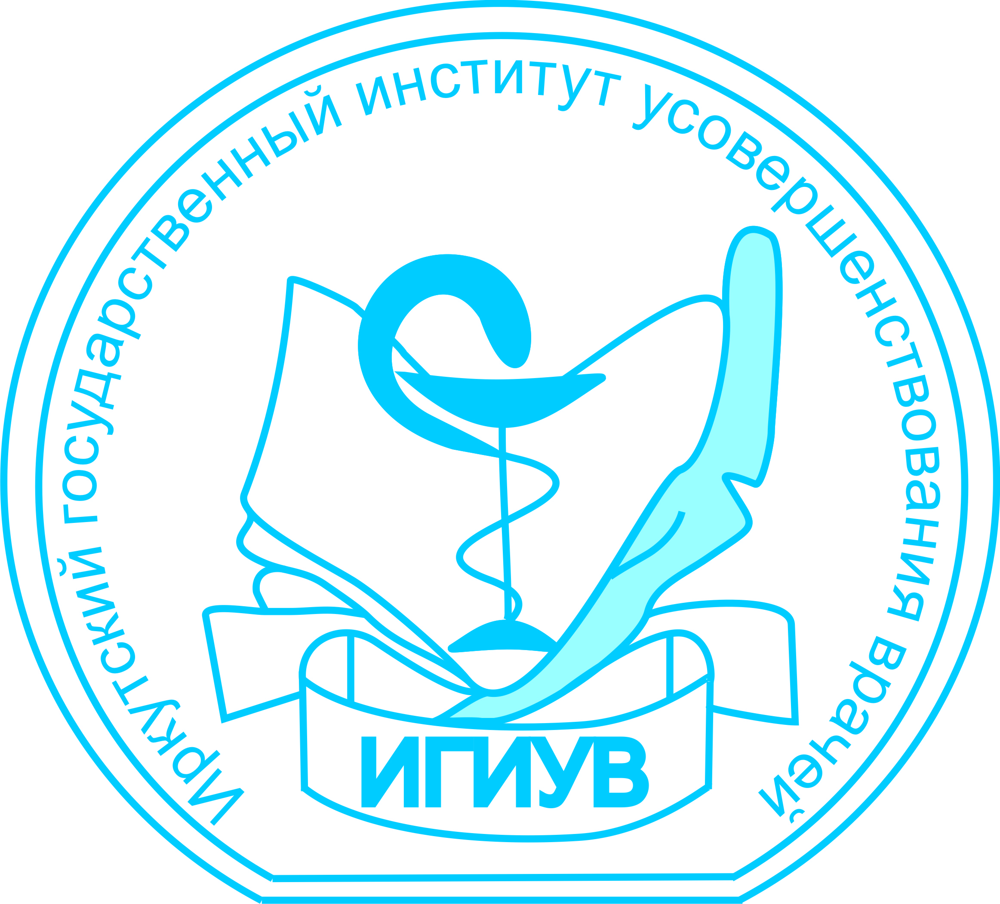 Иркутский государственный институт усовершенствования врачей
ИГИУВ